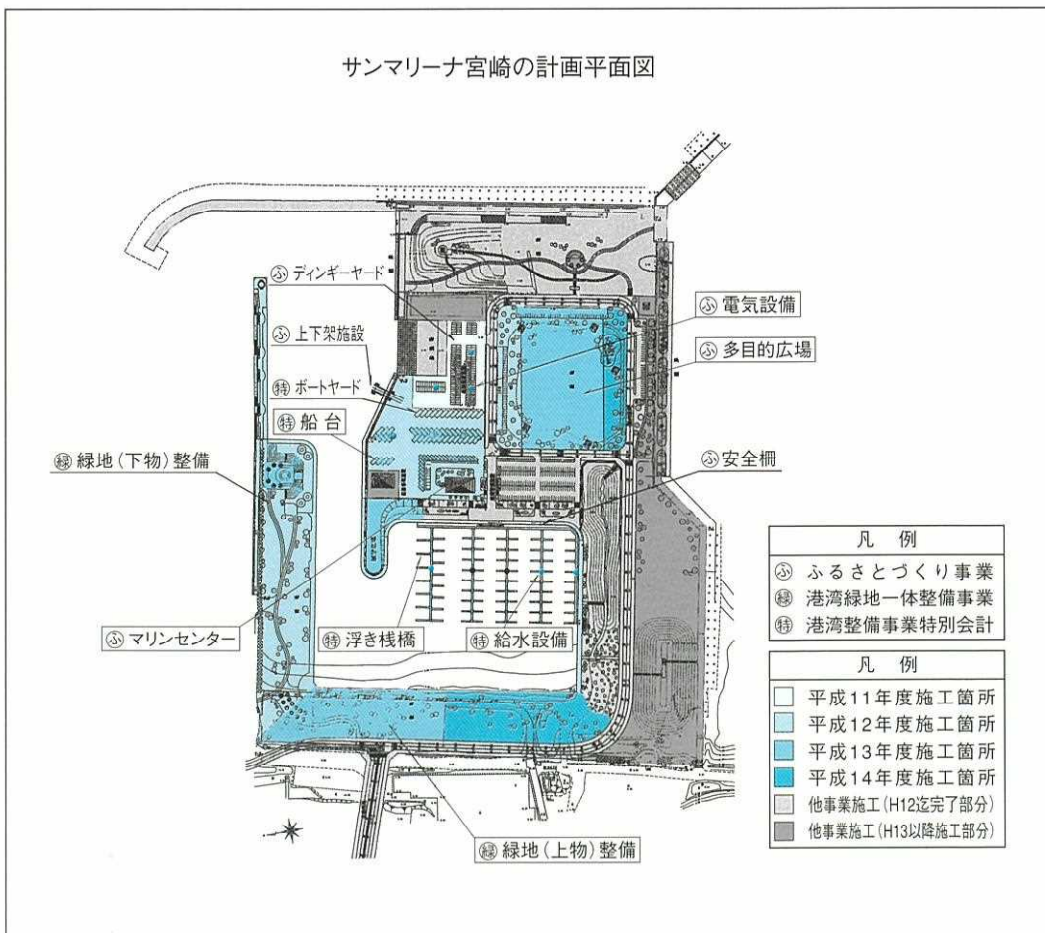 サンマリーナ宮崎の計画平面図
㋫ ディンギーヤード
㋫ 電気設備
㋫ 上下架施設
㋫ 多目的広場
㊕ ボートヤード
㊕ 船台
緑 緑地(下物)整備
㋫ 安全柵
㋫ マリンセンター
㊕ 浮き桟橋
㊕ 給水設備
緑 緑地(上物)整備
凡例
㋫ ふるさとづくり事業
緑 港湾緑地一体整備事業
㊕ 港湾整備事業特別会計
凡例
平成11年度施工箇所
平成12年度施工箇所
平成13年度施工箇所
平成14年度施工箇所
他事業施工(H12迄完了部分)
他事業施工(H13以降施工部分)